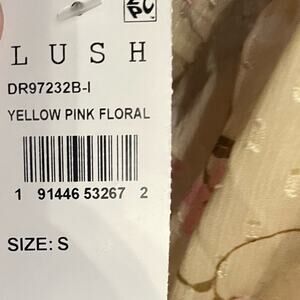 LUSH
DR97232B-I
YELLOW PINK FLORAL
1 91446 53267 2
SIZE: S